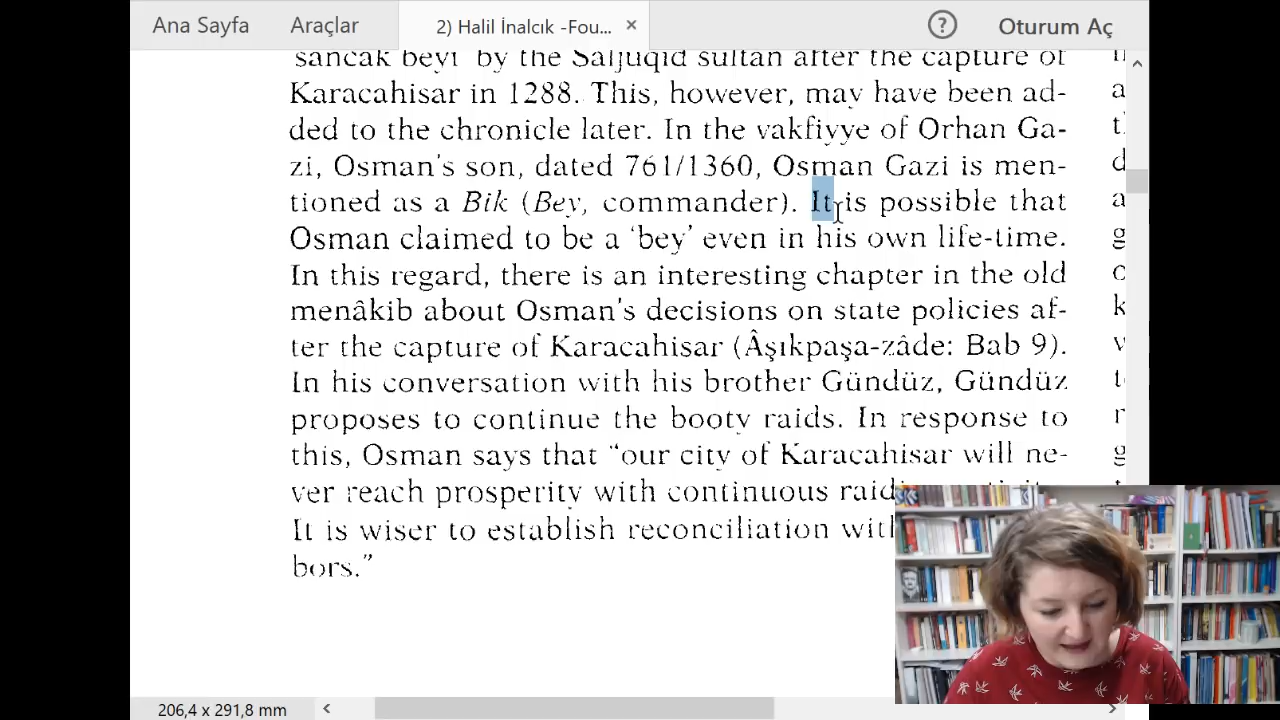 Ana Sayfa Araçlar 2) Halil İnalcık -Fou... × ? Oturum Aç
sancak beyi by the Saljuqid sultan after the capture of
Karacahisar in 1288. This, however, may have been ad-
ded to the chronicle later. In the vakfiyye of Orhan Ga-
zi, Osman's son, dated 761/1360, Osman Gazi is men-
tioned as a Bik (Bey, commander). It is possible that
Osman claimed to be a ‘bey’ even in his own life-time.
In this regard, there is an interesting chapter in the old
menâkib about Osman's decisions on state policies af-
ter the capture of Karacahisar (Âşıkpaşa-zâde: Bab 9).
In his conversation with his brother Gündüz, Gündüz
proposes to continue the booty raids. In response to
this, Osman says that “our city of Karacahisar will ne-
ver reach prosperity with continuous
It is wiser to establish reconciliation
bors.”
206,4 x 291,8 mm